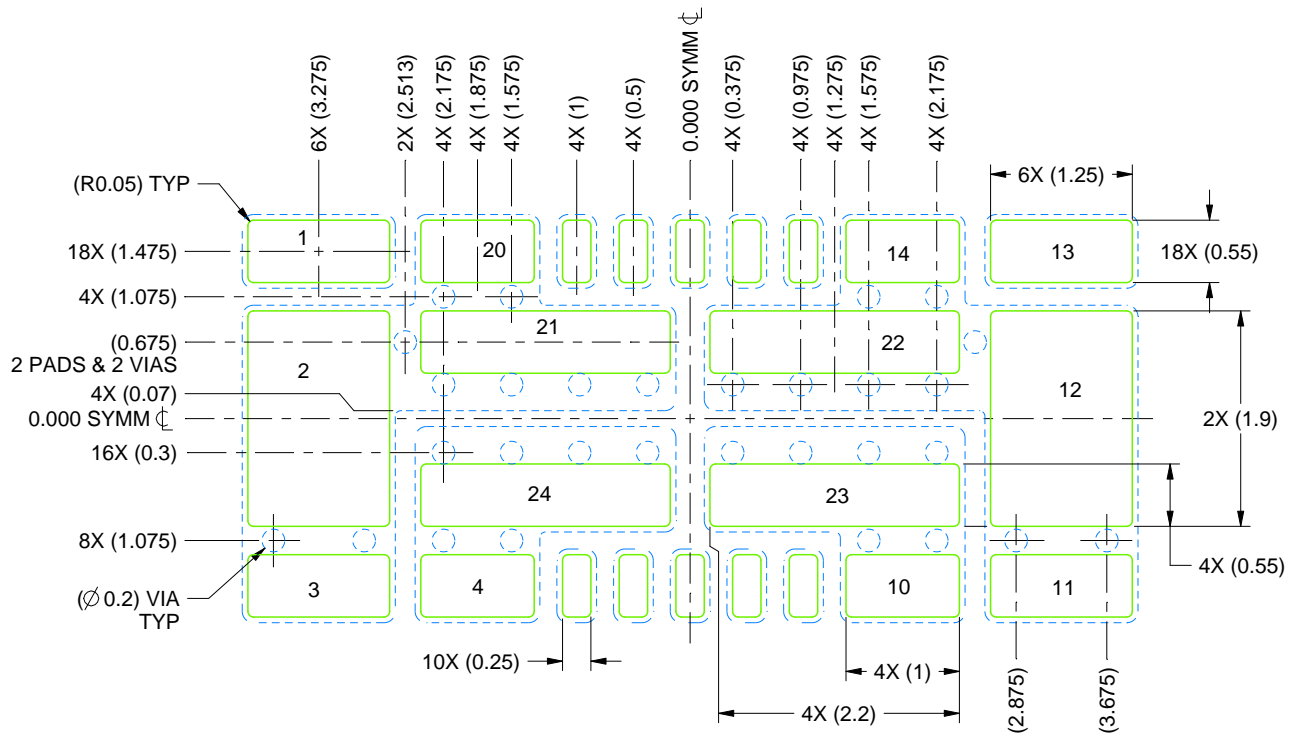 6X (3.275)
2X (2.513)
4X (2.175)
4X (1.875)
4X (1.575)
4X (1)
4X (0.5)
0.000 SYMM ℄
4X (0.375)
4X (0.975)
4X (1.275)
4X (1.575)
4X (2.175)
(R0.05) TYP
6X (1.25)
1
20
14
13
18X (1.475)
18X (0.55)
4X (1.075)
21
22
(0.675)
2 PADS & 2 VIAS
2
12
4X (0.07)
0.000 SYMM ℄
2X (1.9)
16X (0.3)
24
23
8X (1.075)
4X (0.55)
3
4
10
11
(Ø 0.2) VIA
TYP
10X (0.25)
4X (1)
4X (2.2)
(2.875)
(3.675)